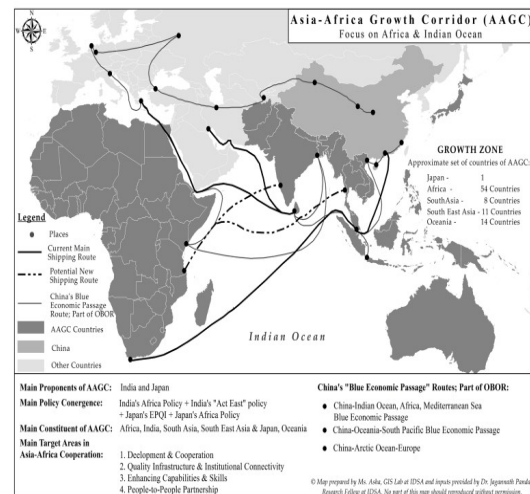 N
W
E
S
Asia-Africa Growth Corridor (AAGC)
Focus on Africa & Indian Ocean
GROWTH ZONE
Approximate set of countries of AAGC:
Japan - 1
Africa - 54 Countries
SouthAsia - 8 Countries
South East Asia - 11 Countries
Oceania - 14 Countries
Legend
Places
Current Main
Shipping Route
Potential New
Shipping Route
China's Blue
Economic Passage
Route; Part of OBOR
AAGC Countries
China
Other Countries
Indian Ocean
Main Proponents of AAGC: India and Japan
Main Policy Conergence: India's Africa Policy + India's "Act East" policy
+ Japan's EPQI + Japan's Africa Policy
Main Constituent of AAGC: Africa, India, South Asia, South East Asia & Japan, Oceania
Main Target Areas in
Asia-Africa Cooperation:
1. Declopment & Cooperation
2. Quality Infrastructure & Institutional Connectivity
3. Enhancing Capabilities & Skills
4. People-to-People Partnership
China's "Blue Economic Passage" Routes; Part of OBOR:
China-Indian Ocean, Africa, Mediterranean Sea
Blue Economic Passage
China-Oceania-South Pacific Blue Economic Passage
China-Arctic Ocean-Europe
© Map prepared by Ms. Asha, GIS Lab at IDSA and inputs provided by Dr. Jagannath Panda
Research Fellow at IDSA. No part of this map should reproduced without permission.